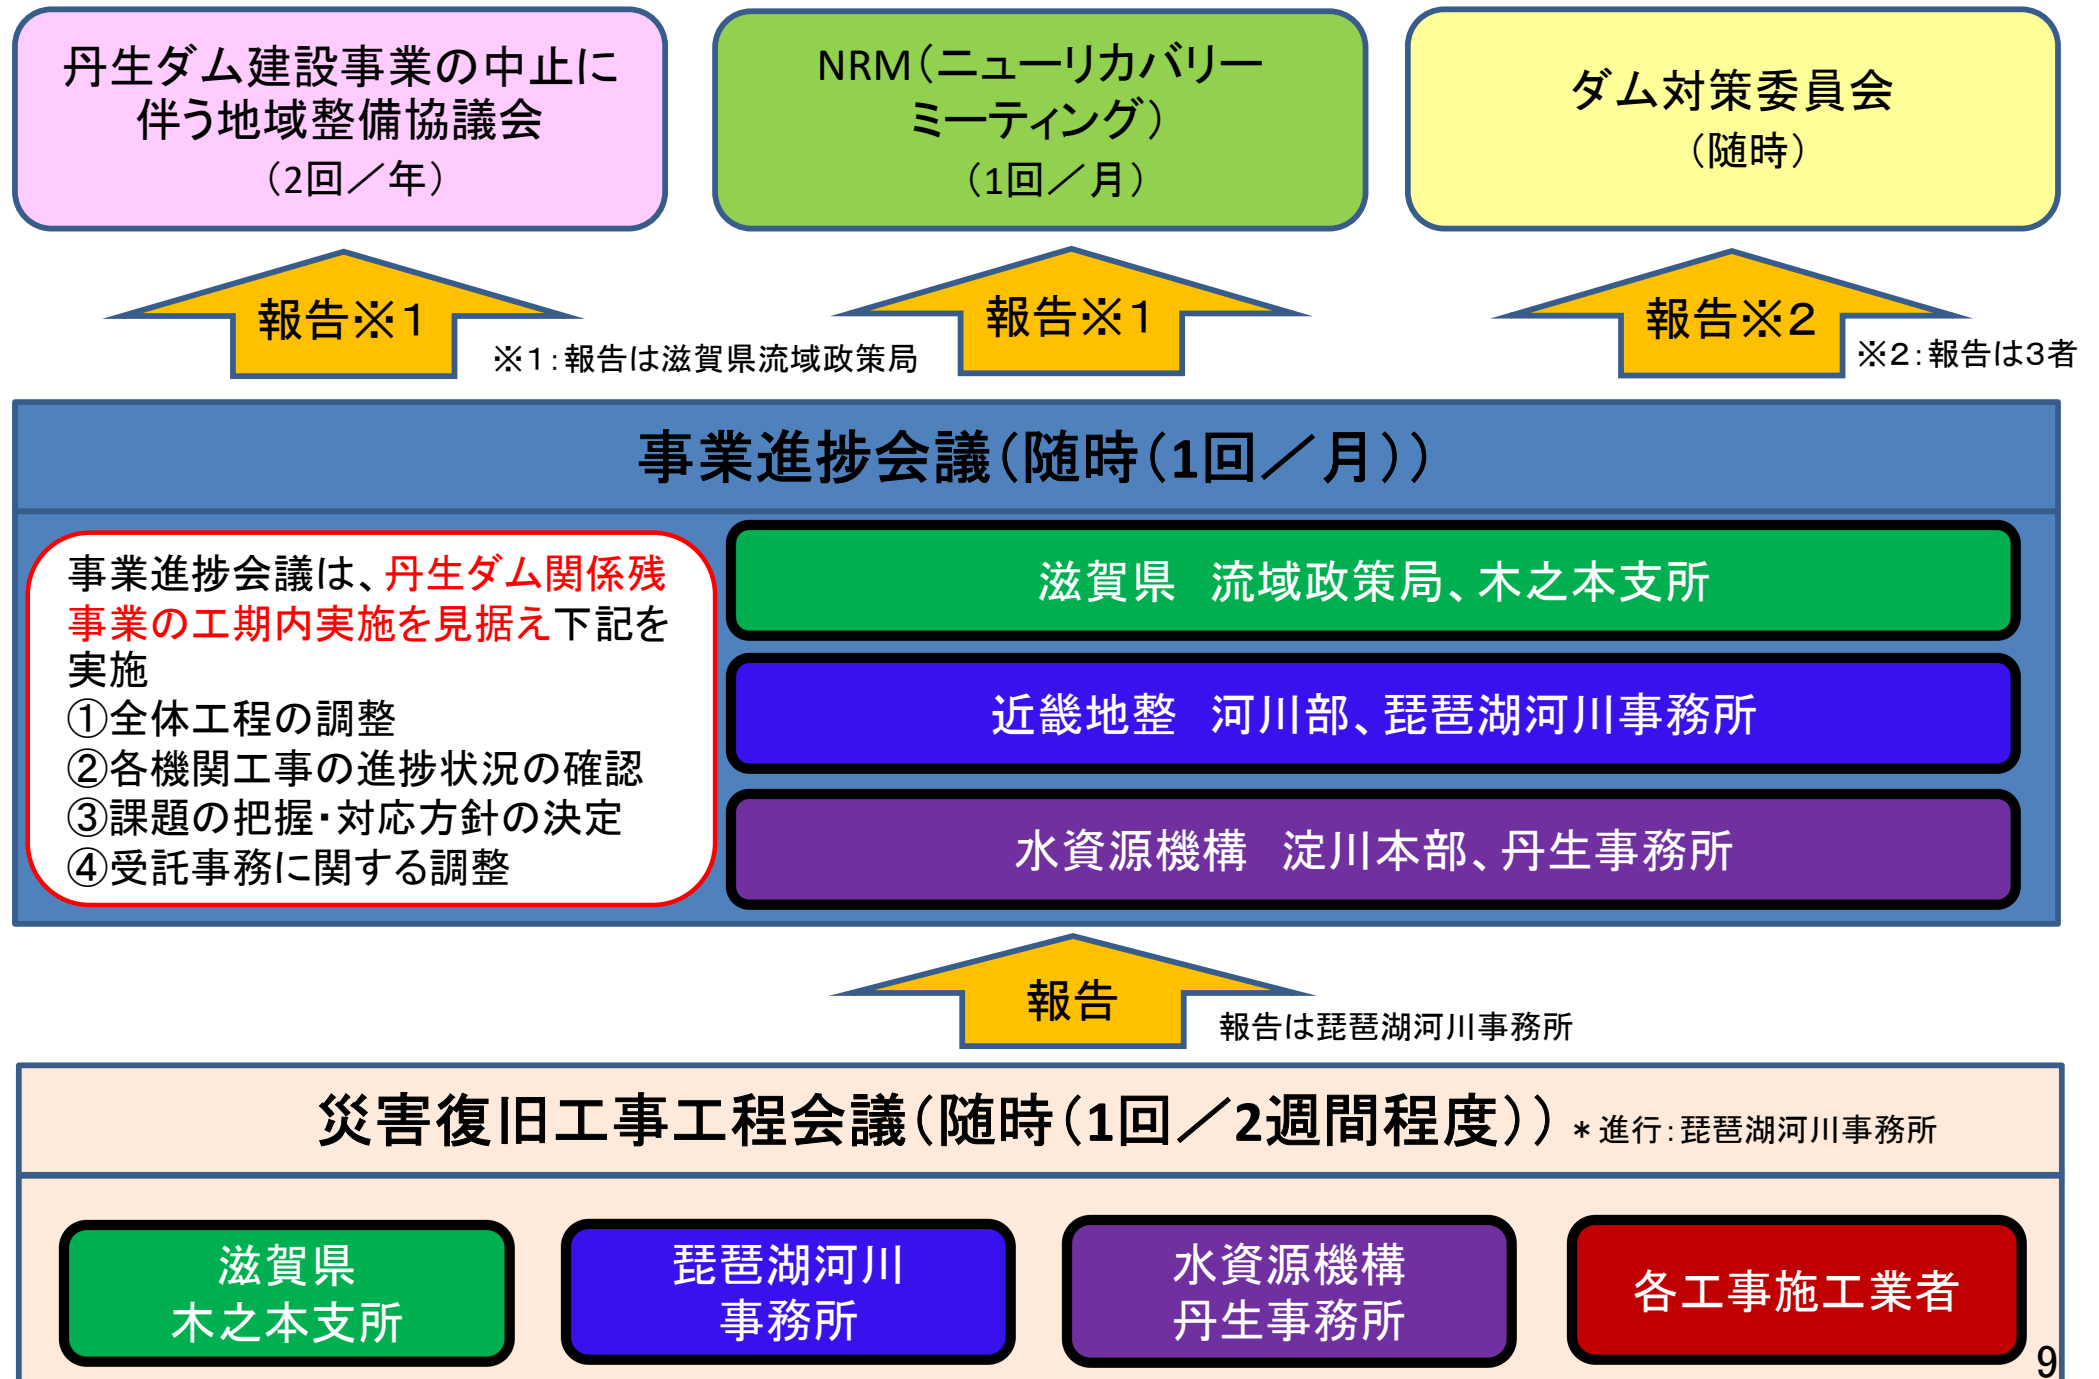 丹生ダム建設事業の中止に
伴う地域整備協議会
（2回／年）
NRM（ニューリカバリー
ミーティング）
（1回／月）
ダム対策委員会
（随時）
報告※1
※1：報告は滋賀県流域政策局
報告※1
報告※2
※2：報告は3者
事業進捗会議（随時（1回／月））
事業進捗会議は、丹生ダム関係残
事業の工期内実施を見据え下記を
実施
①全体工程の調整
②各機関工事の進捗状況の確認
③課題の把握・対応方針の決定
④受託事務に関する調整
滋賀県　流域政策局、木之本支所
近畿地整　河川部、琵琶湖河川事務所
水資源機構　淀川本部、丹生事務所
報告
報告は琵琶湖河川事務所
災害復旧工事工程会議（随時（1回／2週間程度））＊進行：琵琶湖河川事務所
滋賀県
木之本支所
琵琶湖河川
事務所
水資源機構
丹生事務所
各工事施工業者
9